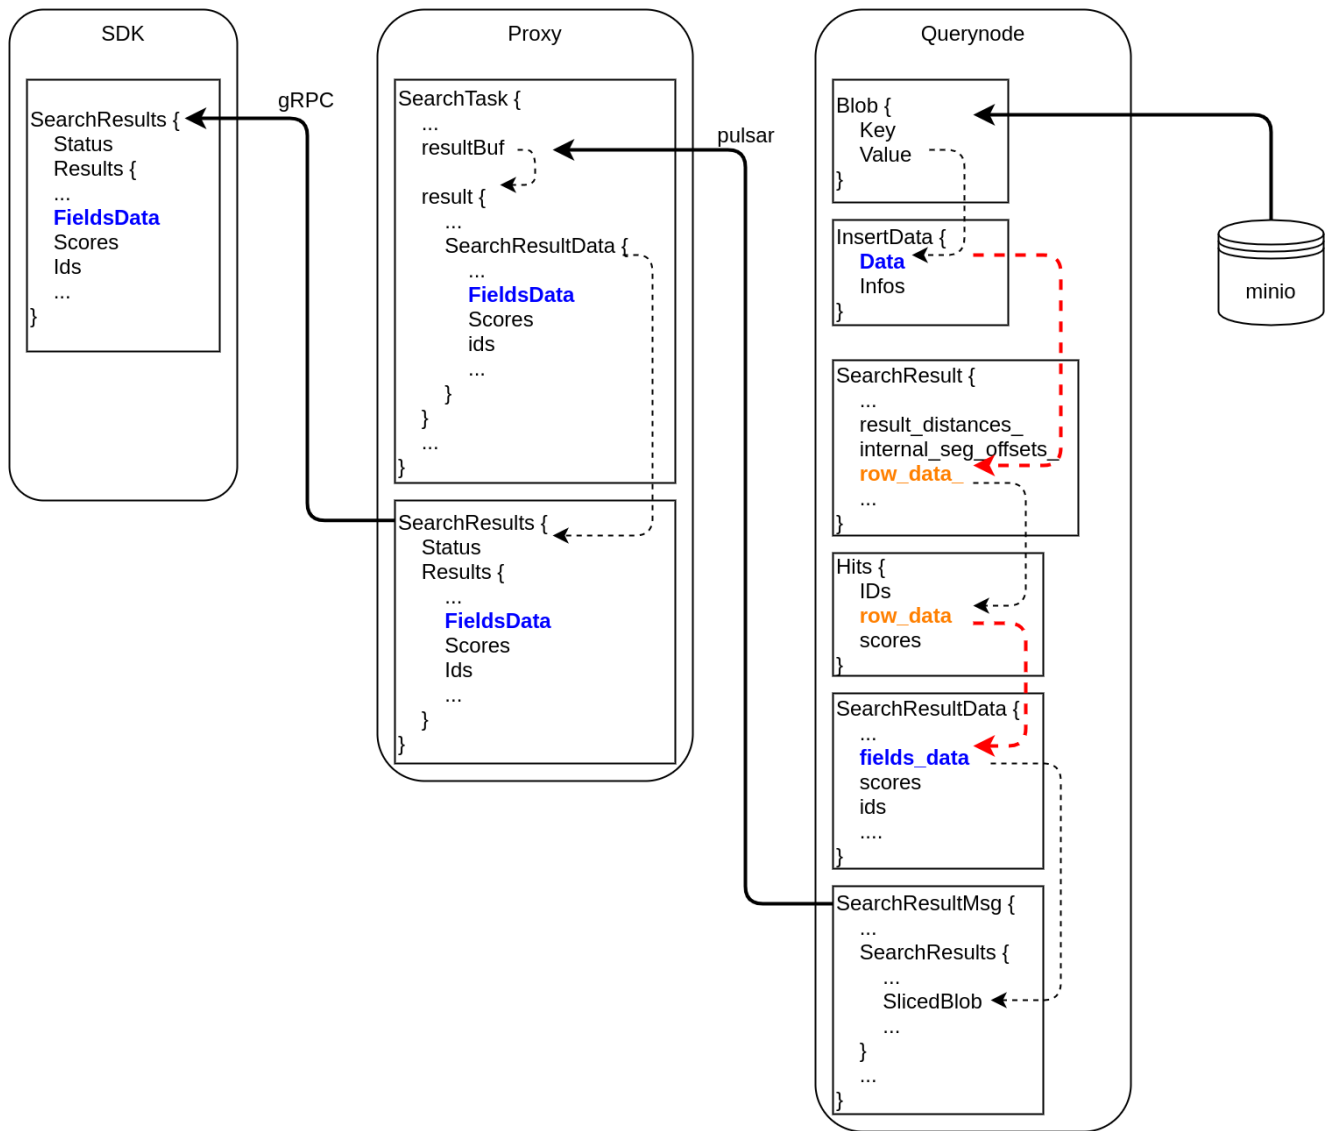 SDK
SearchResults {
Status
Results {
...
FieldsData
Scores
Ids
...
}
gRPC
Proxy
SearchTask {
...
resultBuf
result {
...
SearchResultData {
...
FieldsData
Scores
ids
...
}
}
...
}
SearchResults {
Status
Results {
...
FieldsData
Scores
Ids
...
}
}
pulsar
Querynode
Blob {
Key
Value
}
InsertData {
Data
Infos
}
SearchResult {
...
result_distances_
internal_seg_offsets_
row_data_
...
}
Hits {
IDs
row_data
scores
}
SearchResultData {
...
fields_data
scores
ids
....
}
SearchResultMsg {
...
SearchResults {
...
SlicedBlob
...
}
...
}
minio